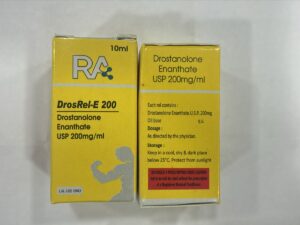 10ml
RA
DrosRel-E 200
Drostanolone
Enanthate
USP 200mg/ml
Drostanolone
Enanthate
USP 200mg/ml
Each ml contains :
Drostanolone Enanthate U.S.P. 200mg
Oil base q.s.
Dosage :
As directed by the physician.
Storage :
Keep in a cool, dry & dark place
below 25°C. Protect from sunlight